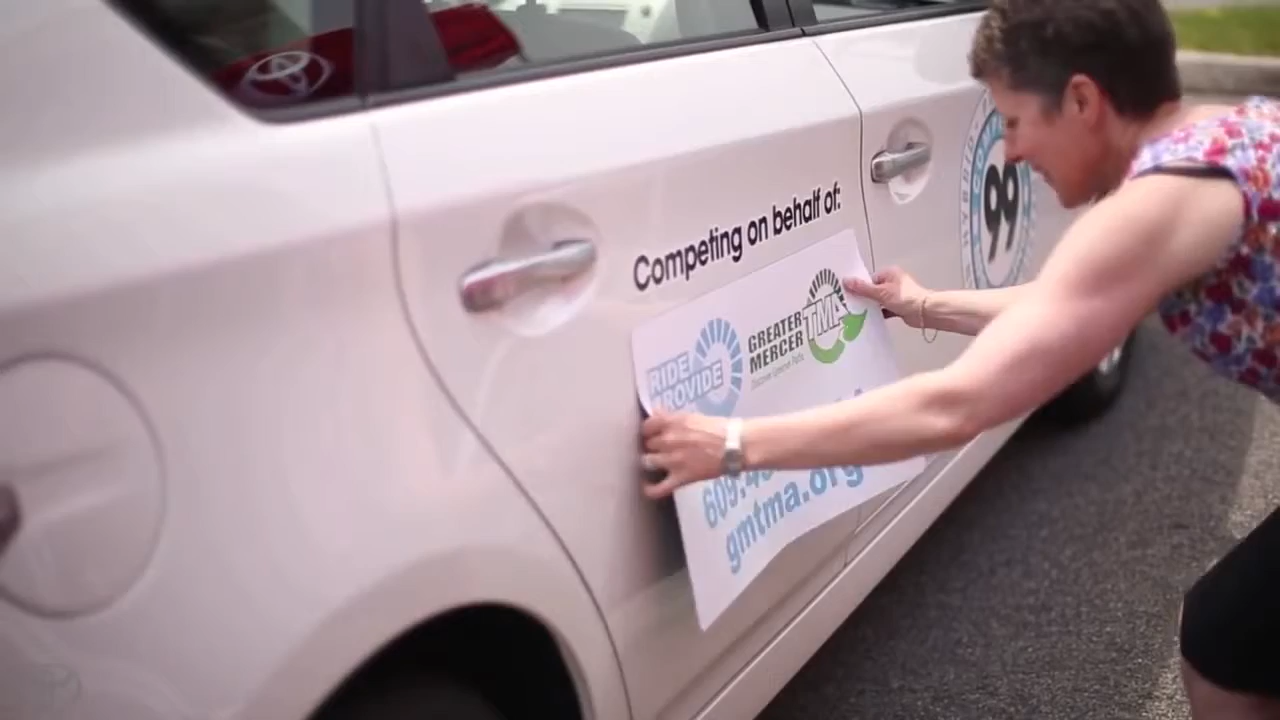 Competing on behalf of:
RIDE
PROVIDE
GREATER
MERCER
TMA
gmtma.org
99